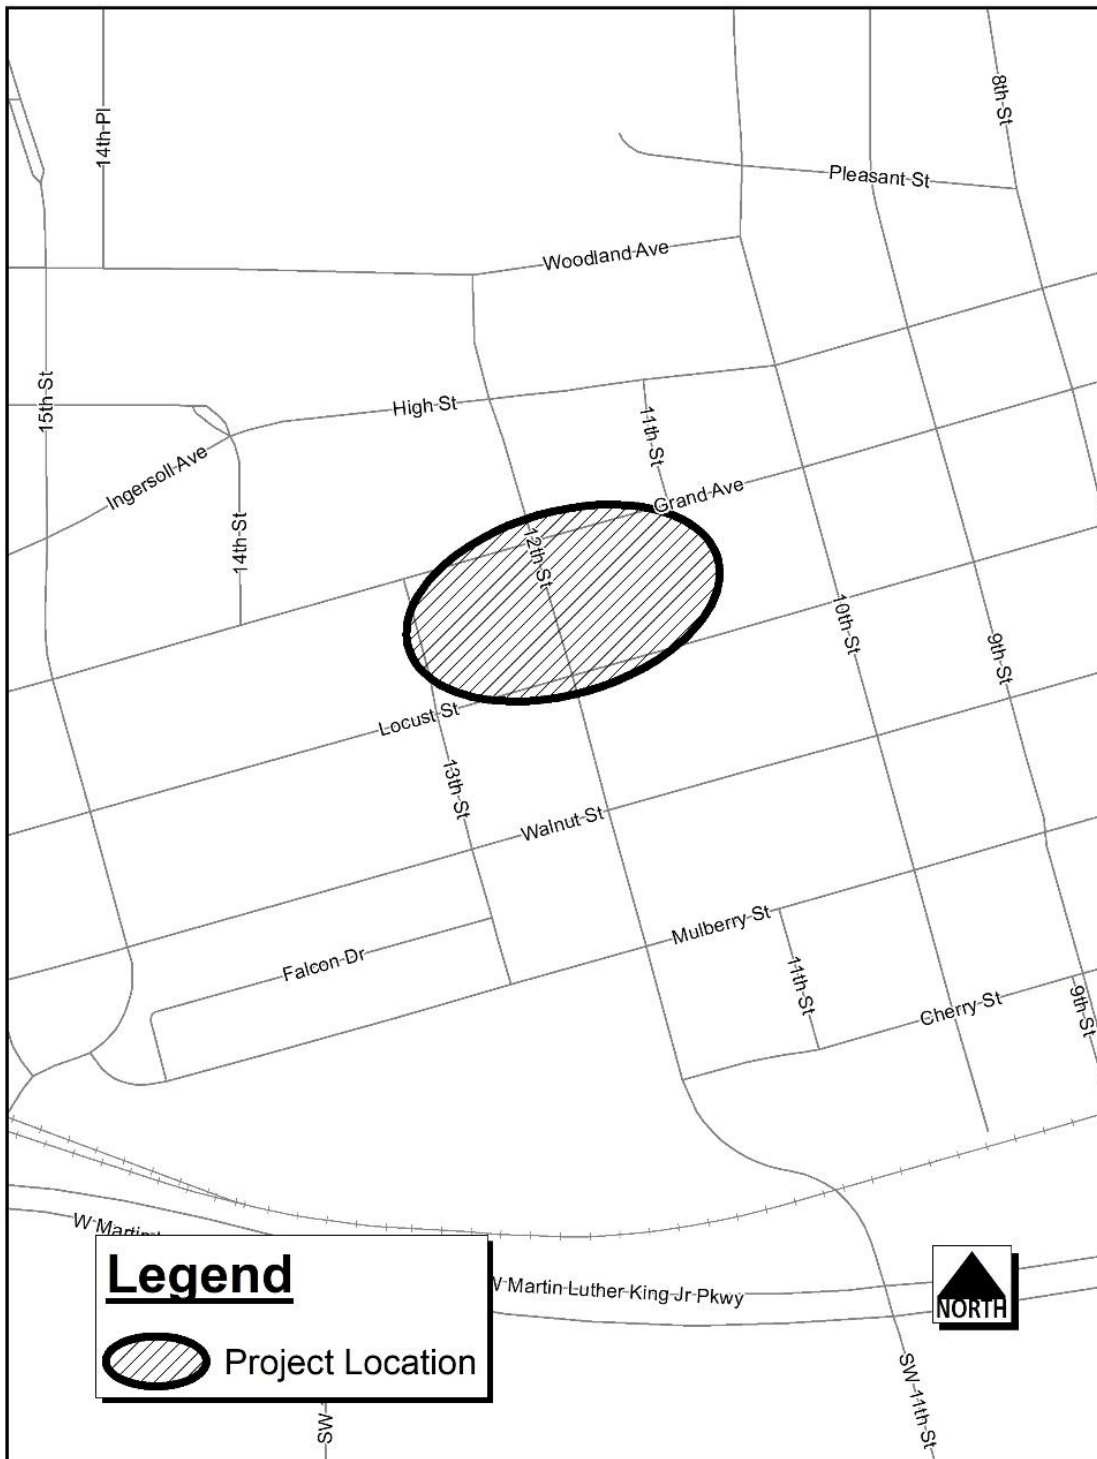 8th-St
14th-Pl
Pleasant St
Woodland Ave
15th-St
High St
11th-St
Ingersoll Ave
Grand Ave
14th-St
12th-St
10th-St
9th-St
Locust St
13th-St
Walnut St
Mulberry St
Falcon Dr
11th-St
Cherry St
9th-St
W Martin
W Martin Luther King Jr Pkwy
Legend
Project Location
NORTH
SW 11th-St
SW